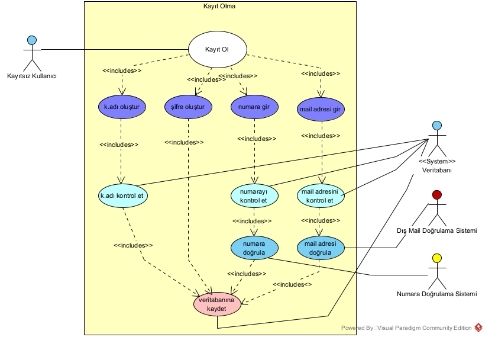 Kayıt Olma
Kayıt Ol
Kayıtsız Kullanıcı
<<includes>>
<<includes>>
<<includes>>
<<includes>>
k.adı oluştur
şifre oluştur
numara gir
mail adresi gir
<<includes>>
<<includes>>
<<includes>>
<<includes>>
<<System>>
Veritabanı
k.adı kontrol et
numarayı
kontrol et
mail adresini
kontrol et
<<includes>>
<<includes>>
Dış Mail Doğrulama Sistemi
<<includes>>
numara
doğrula
mail adresi
doğrula
<<includes>>
<<includes>>
Numara Doğrulama Sistemi
veritabanına
kaydet
Powered By: Visual Paradigm Community Edition